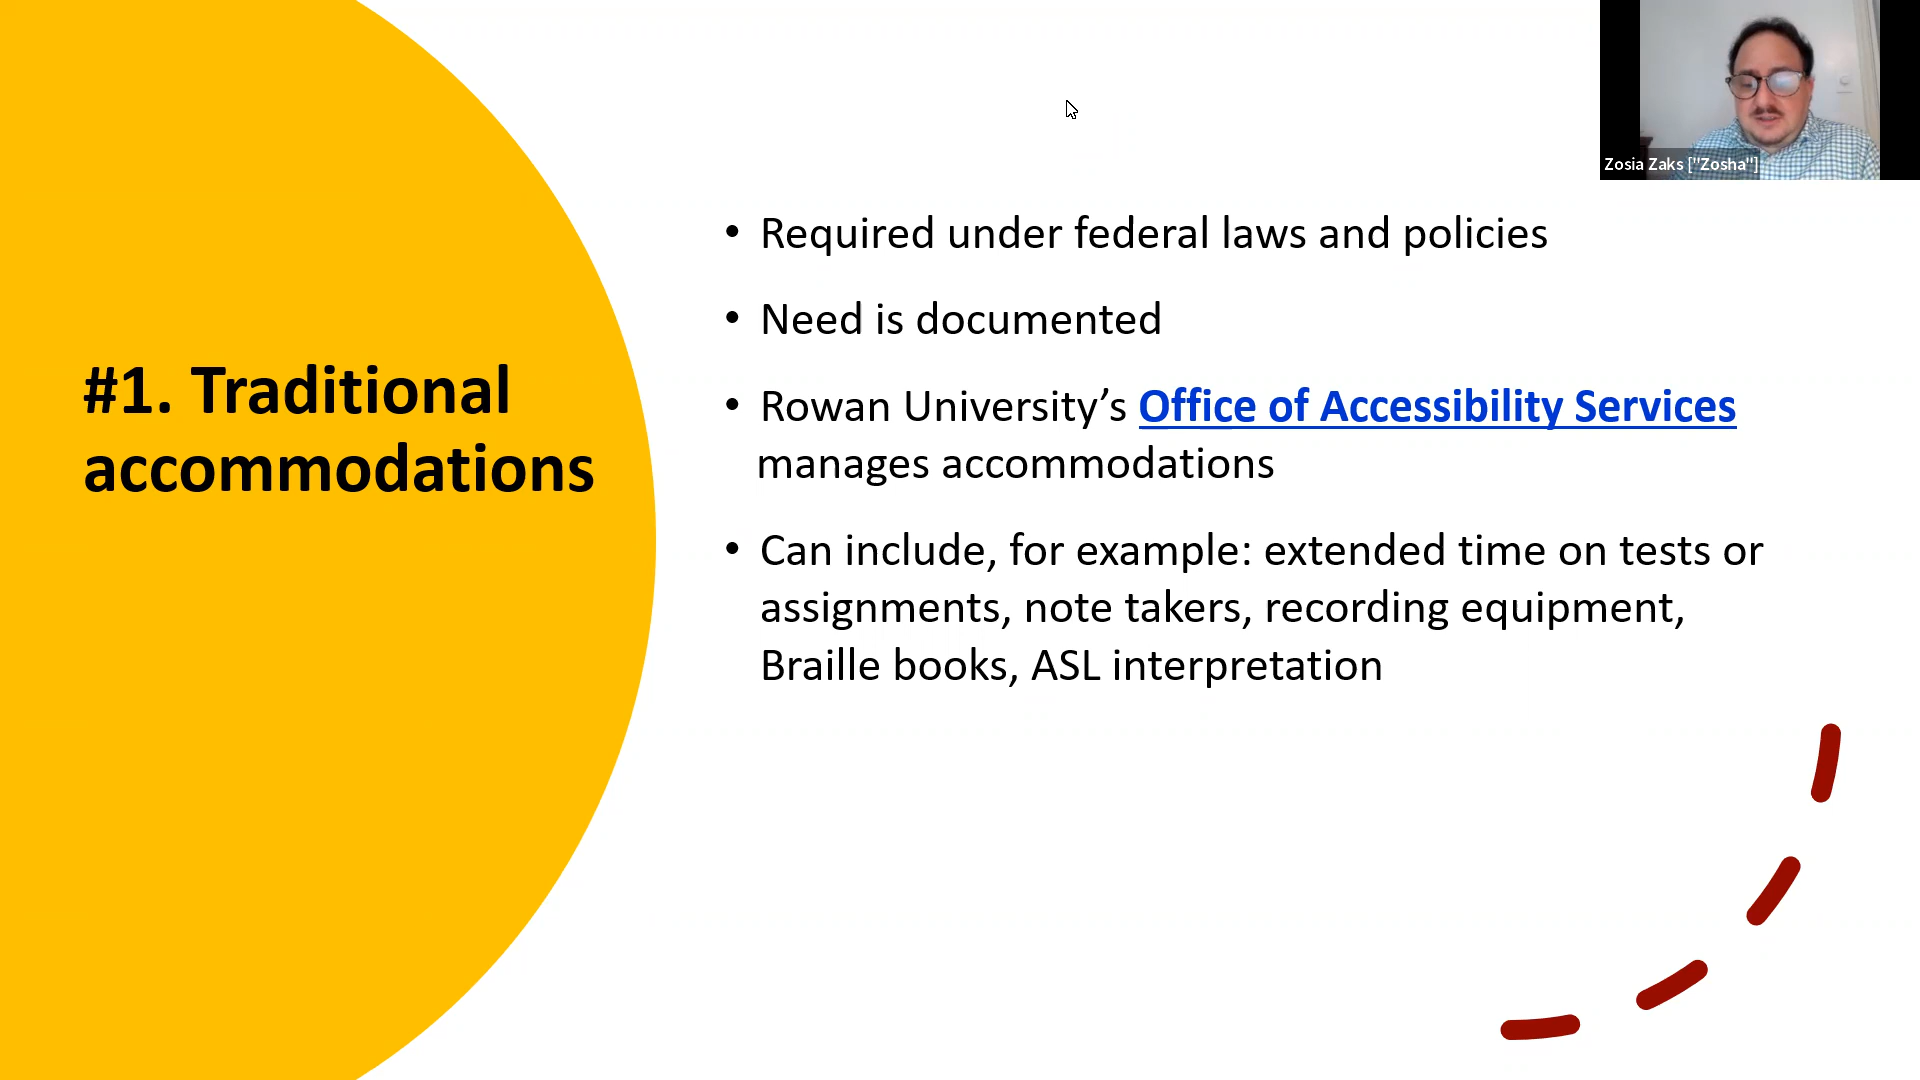 #1. Traditional
accommodations
• Required under federal laws and policies
• Need is documented
• Rowan University’s Office of Accessibility Services
manages accommodations
• Can include, for example: extended time on tests or
assignments, note takers, recording equipment,
Braille books, ASL interpretation
Zosia Zaks ["Zosha"]